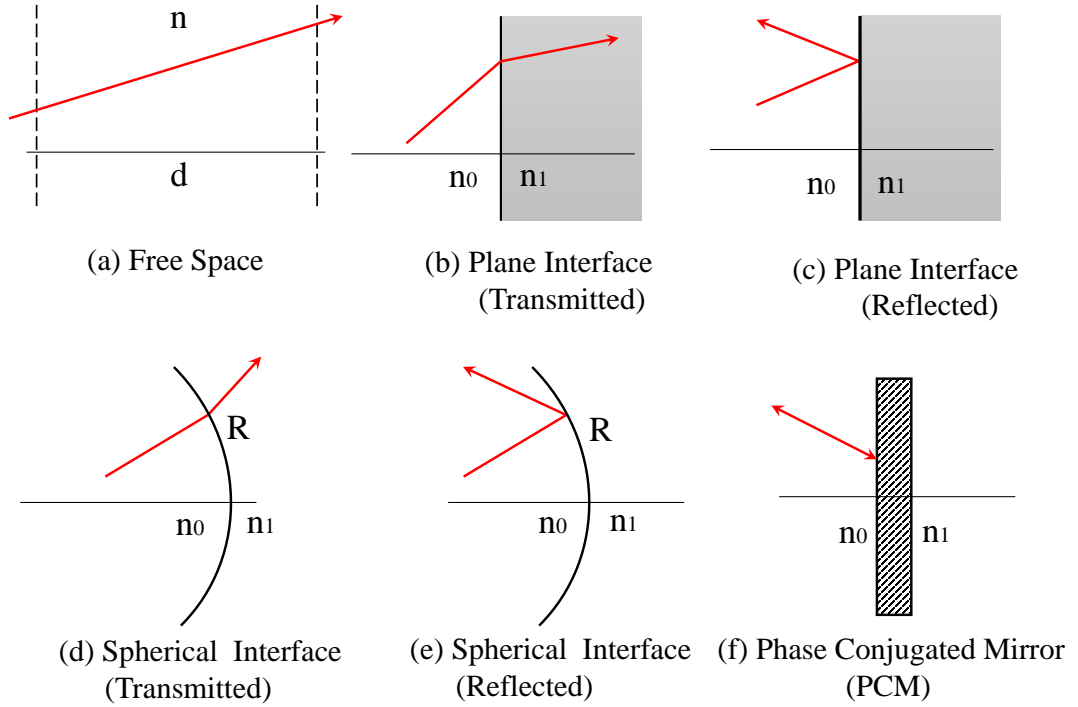 n
d
(a) Free Space
n0 n1
(b) Plane Interface
(Transmitted)
n0 n1
(c) Plane Interface
(Reflected)
R
n0 n1
(d) Spherical Interface
(Transmitted)
R
n0 n1
(e) Spherical Interface
(Reflected)
n0 n1
(f) Phase Conjugated Mirror
(PCM)